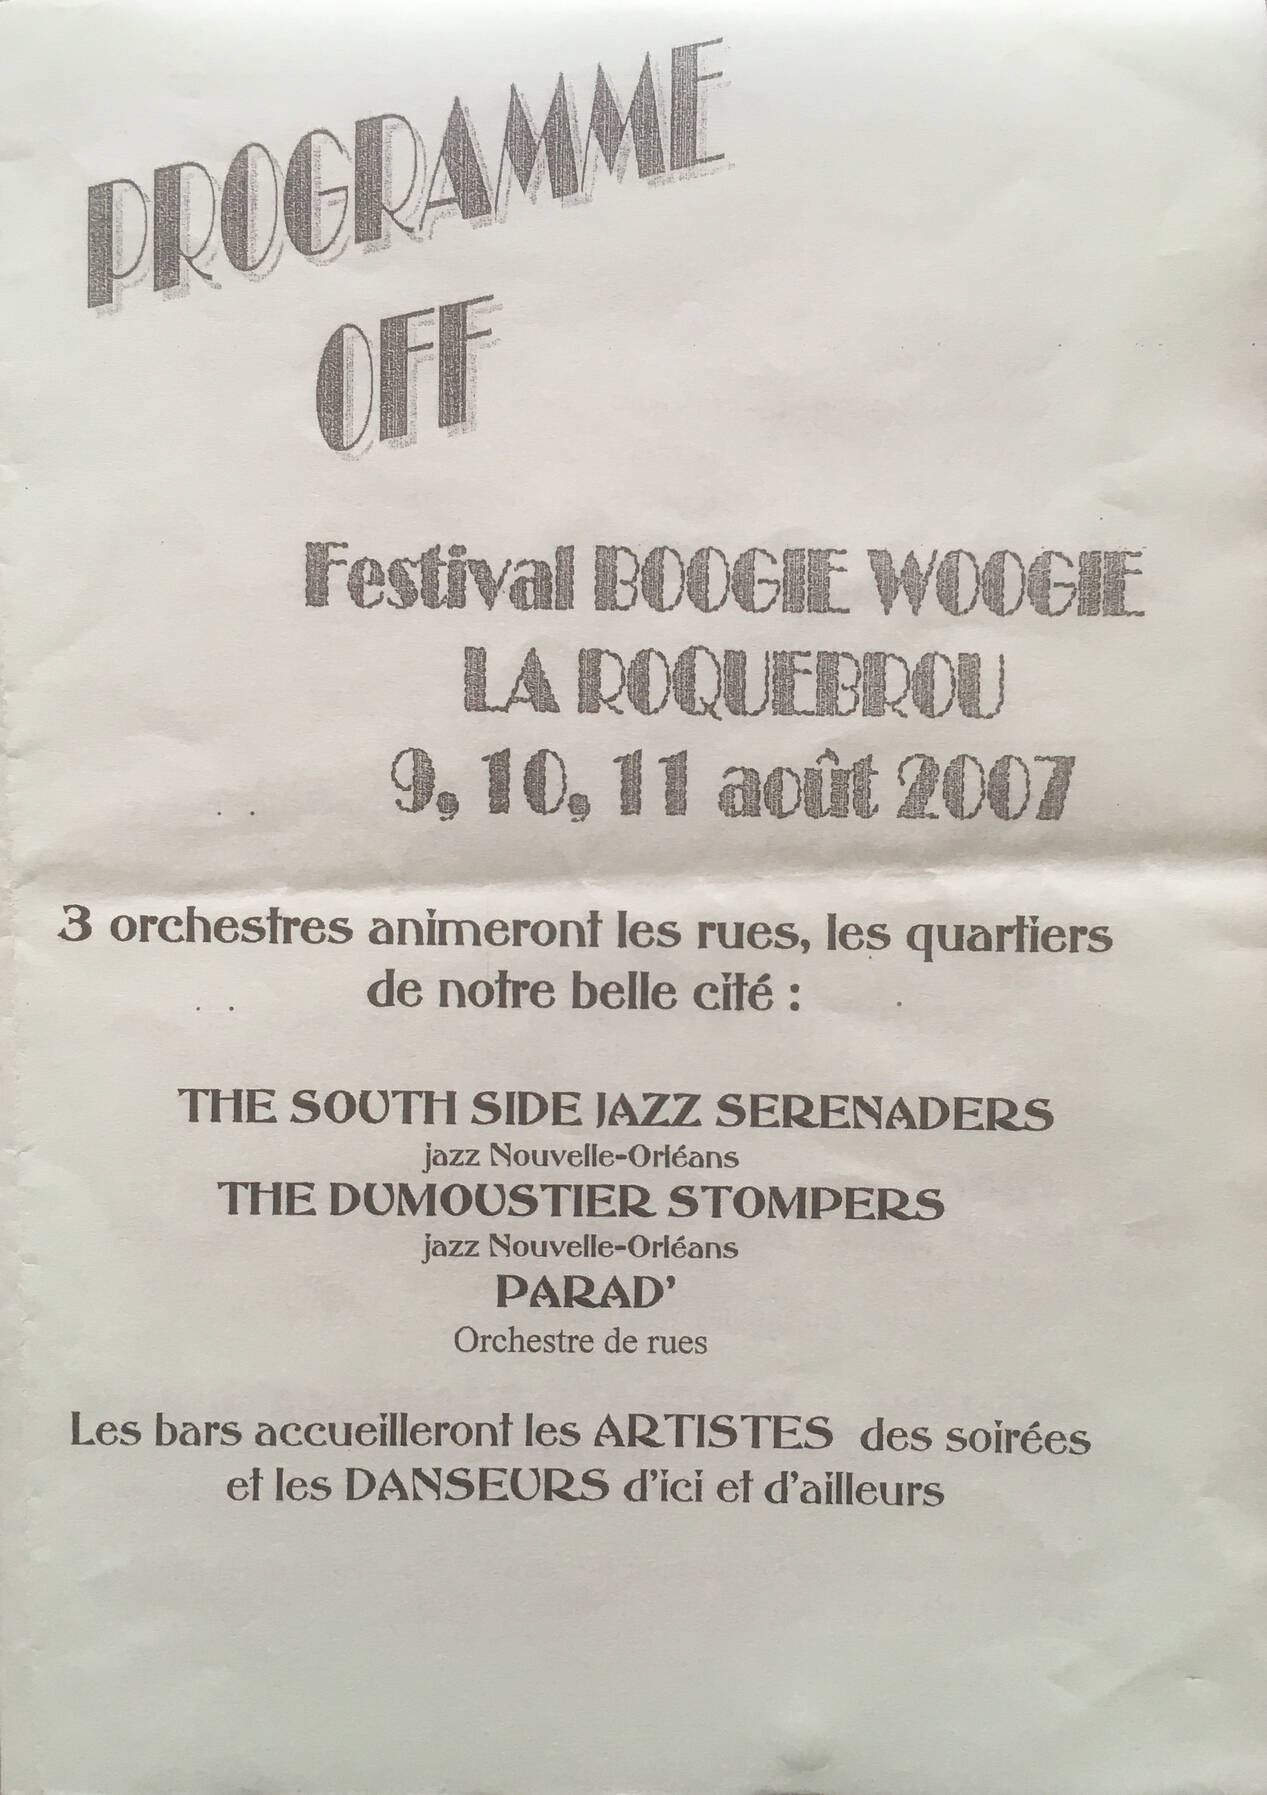 PROGRAMME
OFF
Festival BOOGIE WOOGIE
LA ROQUEBROU
9, 10, 11 août 2007
3 orchestres animeront les rues, les quartiers
de notre belle cité :
THE SOUTH SIDE JAZZ SERENADERS
jazz Nouvelle-Orléans
THE DUMOUSTIER STOMPERS
jazz Nouvelle-Orléans
PARAD'
Orchestre de rues
Les bars accueilleront les ARTISTES des soirées
et les DANSEURS d'ici et d'ailleurs